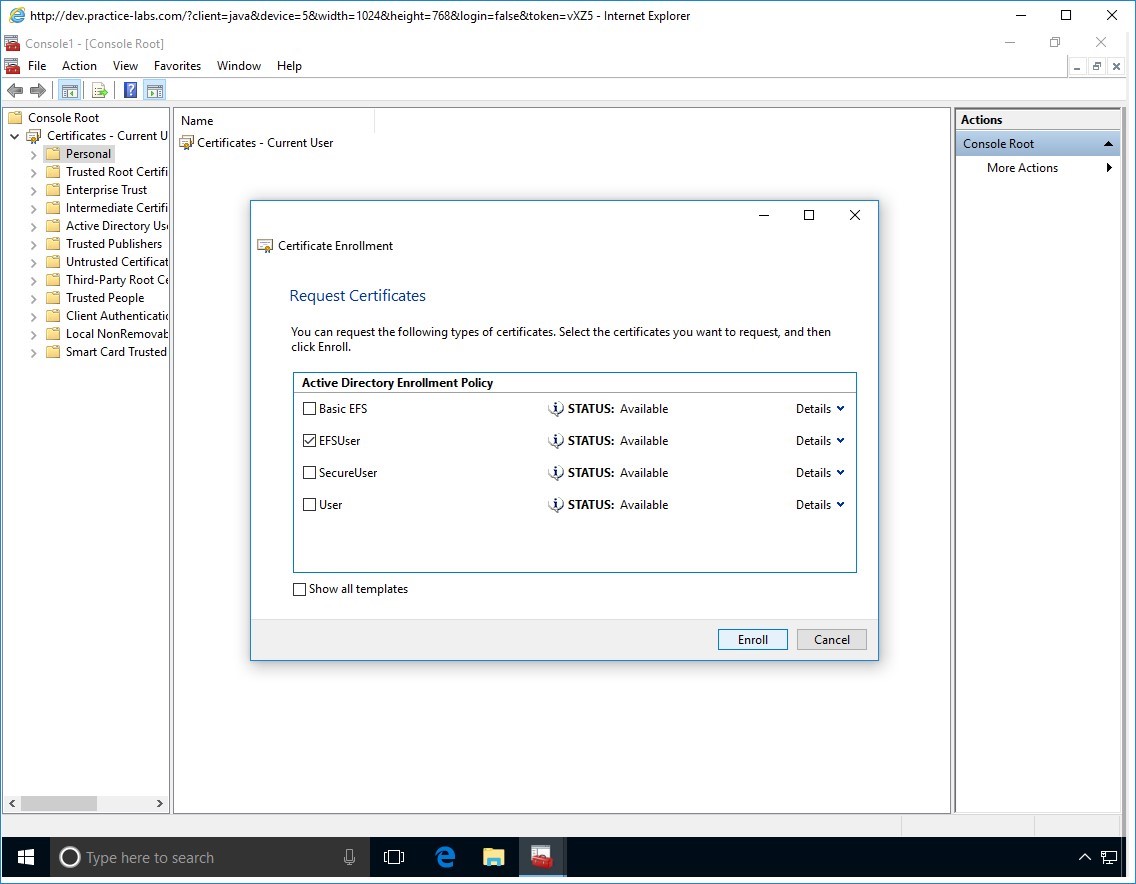 http://dev.practice-labs.com/?client=java&device=5&width=1024&height=768&login=false&token=vXZ5 - Internet Explorer
Console1 - [Console Root]
File Action View Favorites Window Help
Console Root
Certificates - Current U
Personal
Trusted Root Certifi
Enterprise Trust
Intermediate Certifi
Active Directory Use
Trusted Publishers
Untrusted Certificat
Third-Party Root Ce
Trusted People
Client Authenticatio
Local NonRemovab
Smart Card Trusted
Name
Certificates - Current User
Actions
Console Root
More Actions
Certificate Enrollment
Request Certificates
You can request the following types of certificates. Select the certificates you want to request, and then
click Enroll.
Active Directory Enrollment Policy
Basic EFS STATUS: Available Details
EFSUser STATUS: Available Details
SecureUser STATUS: Available Details
User STATUS: Available Details
Show all templates
Enroll Cancel
Type here to search